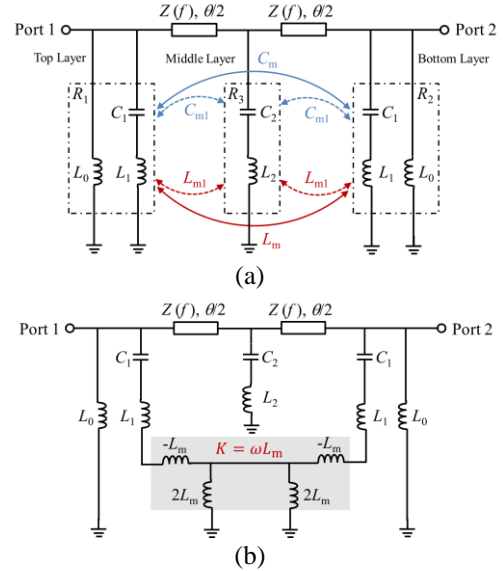 Port 1 Z (f), θ/2 Z (f), θ/2 Port 2
Top Layer Middle Layer Bottom Layer
Cm
R1 R3 R2
C1 Cm1 C2 Cm1 C1
L0 L1 Lm1 L2 Lm1 L1 L0
Lm
(a)
Z (f), θ/2 Z (f), θ/2
Port 1 Port 2
C1 C2 C1
L0 L1 L2 L1 L0
-Lm K = ωLm -Lm
2Lm 2Lm
(b)